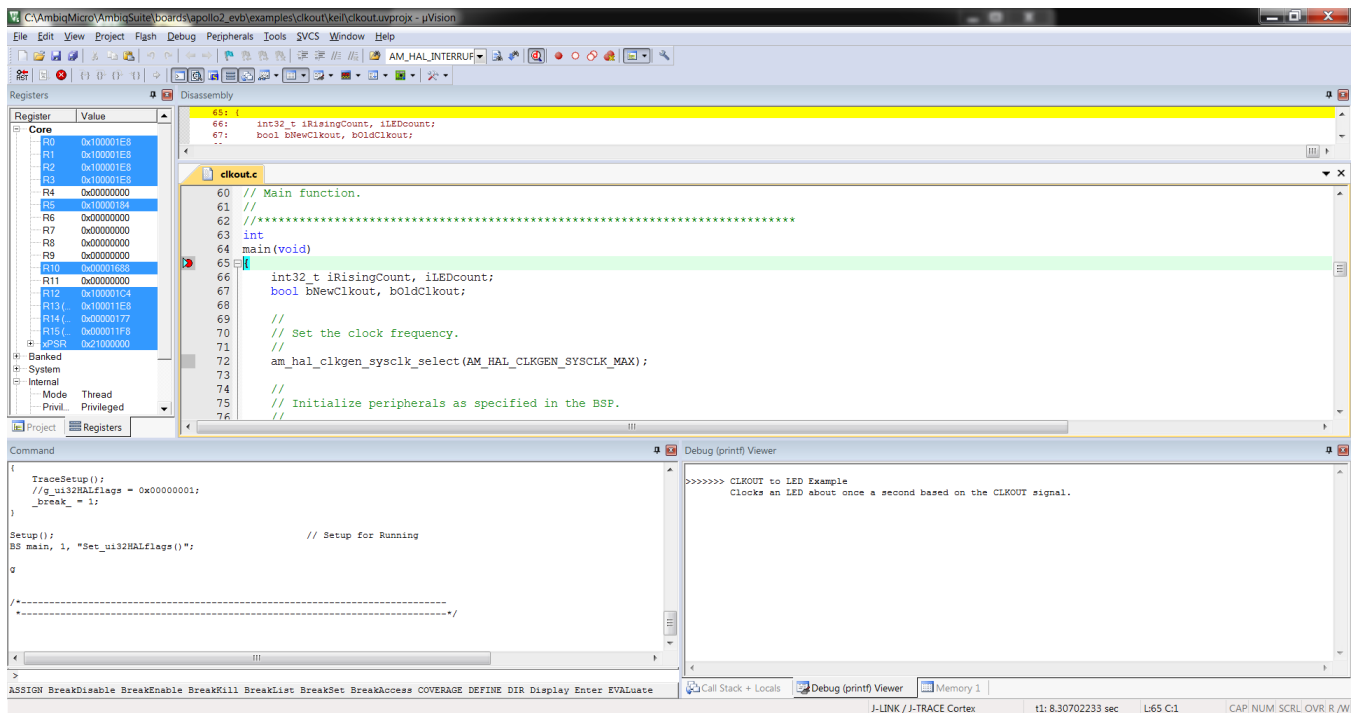 C:\AmbiqMicro\AmbiqSuite\boards\apollo2_evb\examples\clkout\keil\clkout.uvprojx - µVision
File Edit View Project Flash Debug Peripherals Tools SVCS Window Help
AM_HAL_INTERRUF
RST
Registers
Disassembly
Register Value
Core
R0 0x100001E8
R1 0x100001E8
R2 0x100001E8
R3 0x100001E8
R4 0x00000000
R5 0x10000184
R6 0x00000000
R7 0x00000000
R8 0x00000000
R9 0x00000000
R10 0x00001688
R11 0x00000000
R12 0x100001C4
R13 (... 0x100011E8
R14 (... 0x00000177
R15 (... 0x000011F8
xPSR 0x21000000
Banked
System
Internal
Mode Thread
Privil... Privileged
Project Registers
65: {
66: int32_t iRisingCount, iLEDcount;
67: bool bNewClkout, bOldClkout;
clkout.c
60 // Main function.
61 //
62 //*****************************************************************************
63 int
64 main(void)
65 {
66 int32_t iRisingCount, iLEDcount;
67 bool bNewClkout, bOldClkout;
68
69 //
70 // Set the clock frequency.
71 //
72 am_hal_clkgen_sysclk_select(AM_HAL_CLKGEN_SYSCLK_MAX);
73
74 //
75 // Initialize peripherals as specified in the BSP.
76 //
Command
{
TraceSetup();
//g_ui32HALflags = 0x00000001;
_break_ = 1;
}
Setup(); // Setup for Running
BS main, 1, "Set_ui32HALflags()";
g
/*----------------------------------------------------------------------------
*----------------------------------------------------------------------------*/
>
ASSIGN BreakDisable BreakEnable BreakKill BreakList BreakSet BreakAccess COVERAGE DEFINE DIR Display Enter EVALuate
Debug (printf) Viewer
>>>>>>> CLKOUT to LED Example
Clocks an LED about once a second based on the CLKOUT signal.
Call Stack + Locals Debug (printf) Viewer Memory 1
J-LINK / J-TRACE Cortex t1: 8.30702233 sec L:65 C:1 CAP NUM SCRL OVR R/W